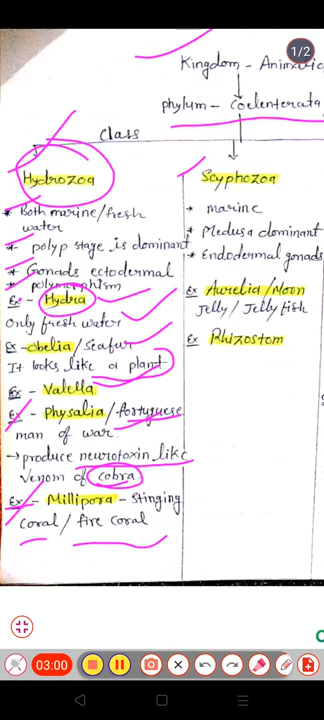 1/2
Kingdom - Animalia
phylum - Coelenterata
Class
Hydrozoa
* Both marine/fresh
water
* polyp stage is dominant
* Gonads ectodermal
* polymorphism
Ex - Hydra
Only fresh water
Ex - Obelia / Seafur
It looks like a plant
Ex - Valella
Ex - Physalia / Portuguese
man of war
→ produce neurotoxin like
Venom of cobra
Ex - Millipora - Stinging
Coral / fire Coral
Scyphozoa
* Marine
* Medusa dominant
* Endodermal gonads
Ex Aurelia / Moon
Jelly / Jelly fish
Ex Rhizostom
03:00